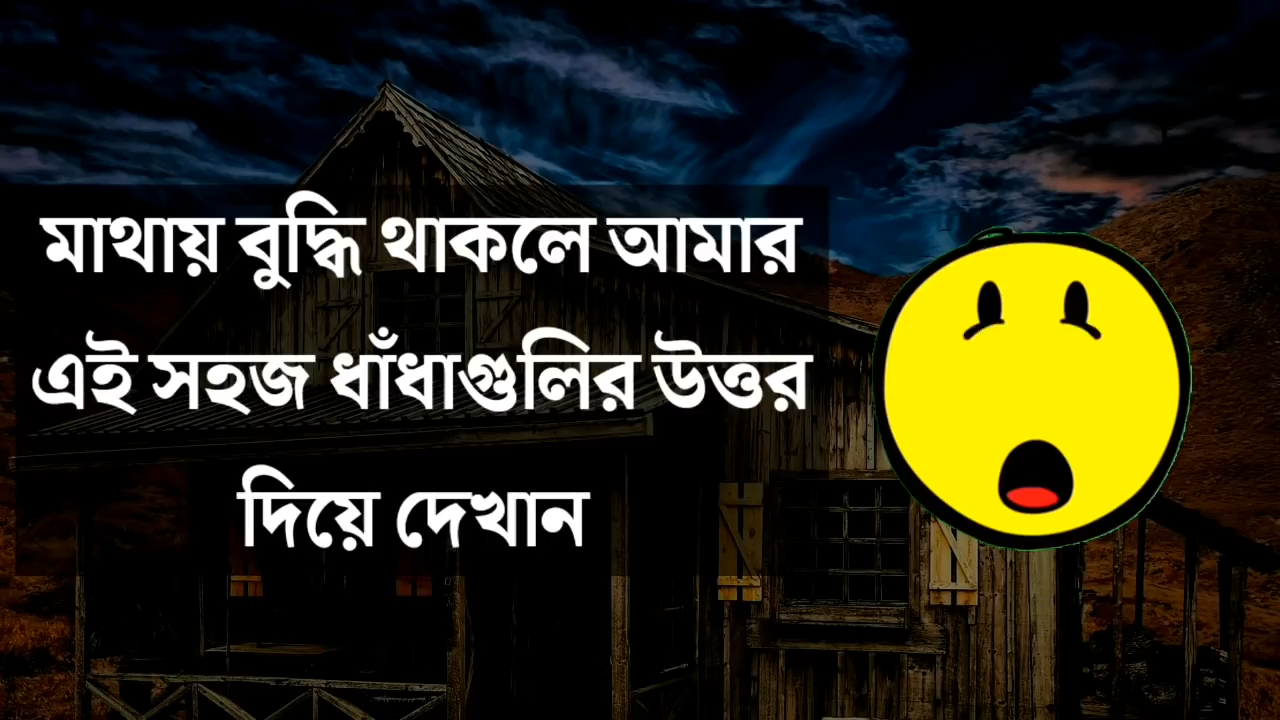 মাথায় বুদ্ধি থাকলে আমার
এই সহজ ধাঁধাগুলির উত্তর
দিয়ে দেখান